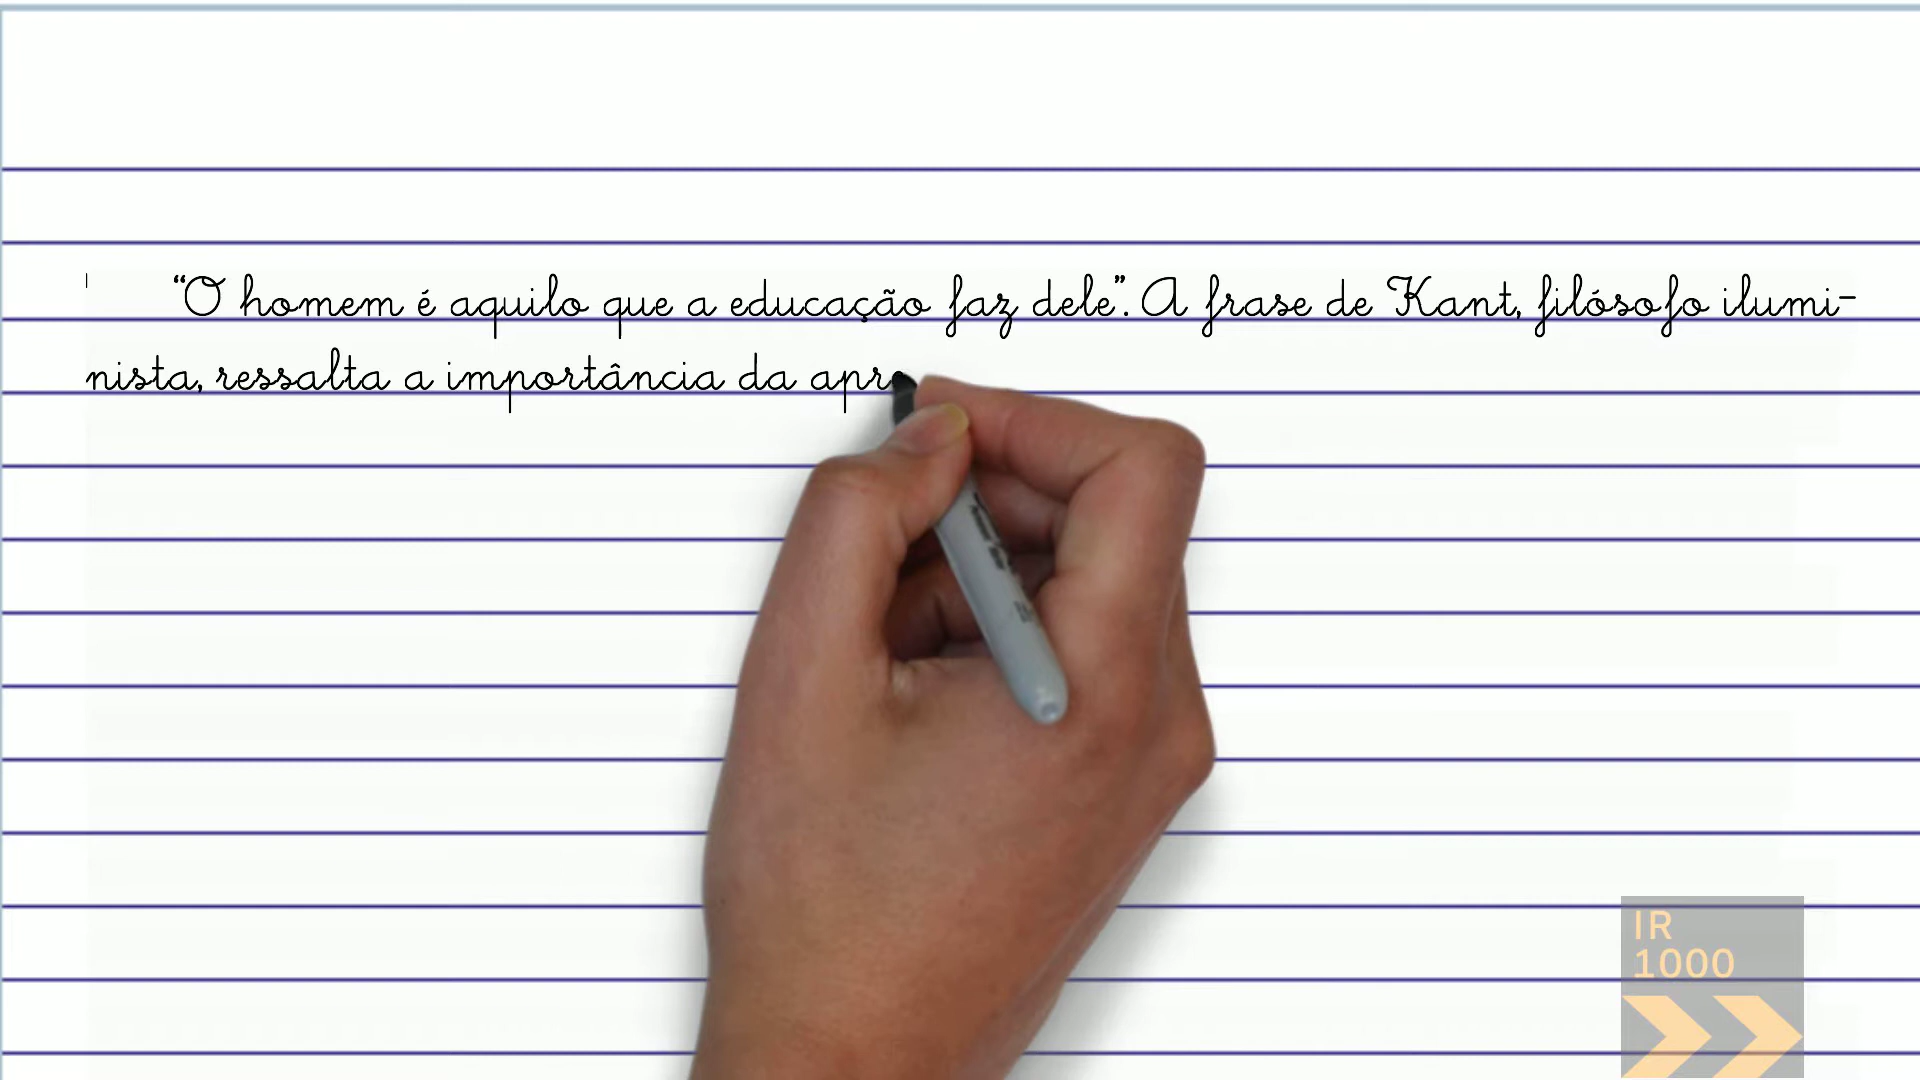 “O homem é aquilo que a educação faz dele”. A frase de Kant, filósofo ilumi-
nista, ressalta a importância da apr
IR
1000